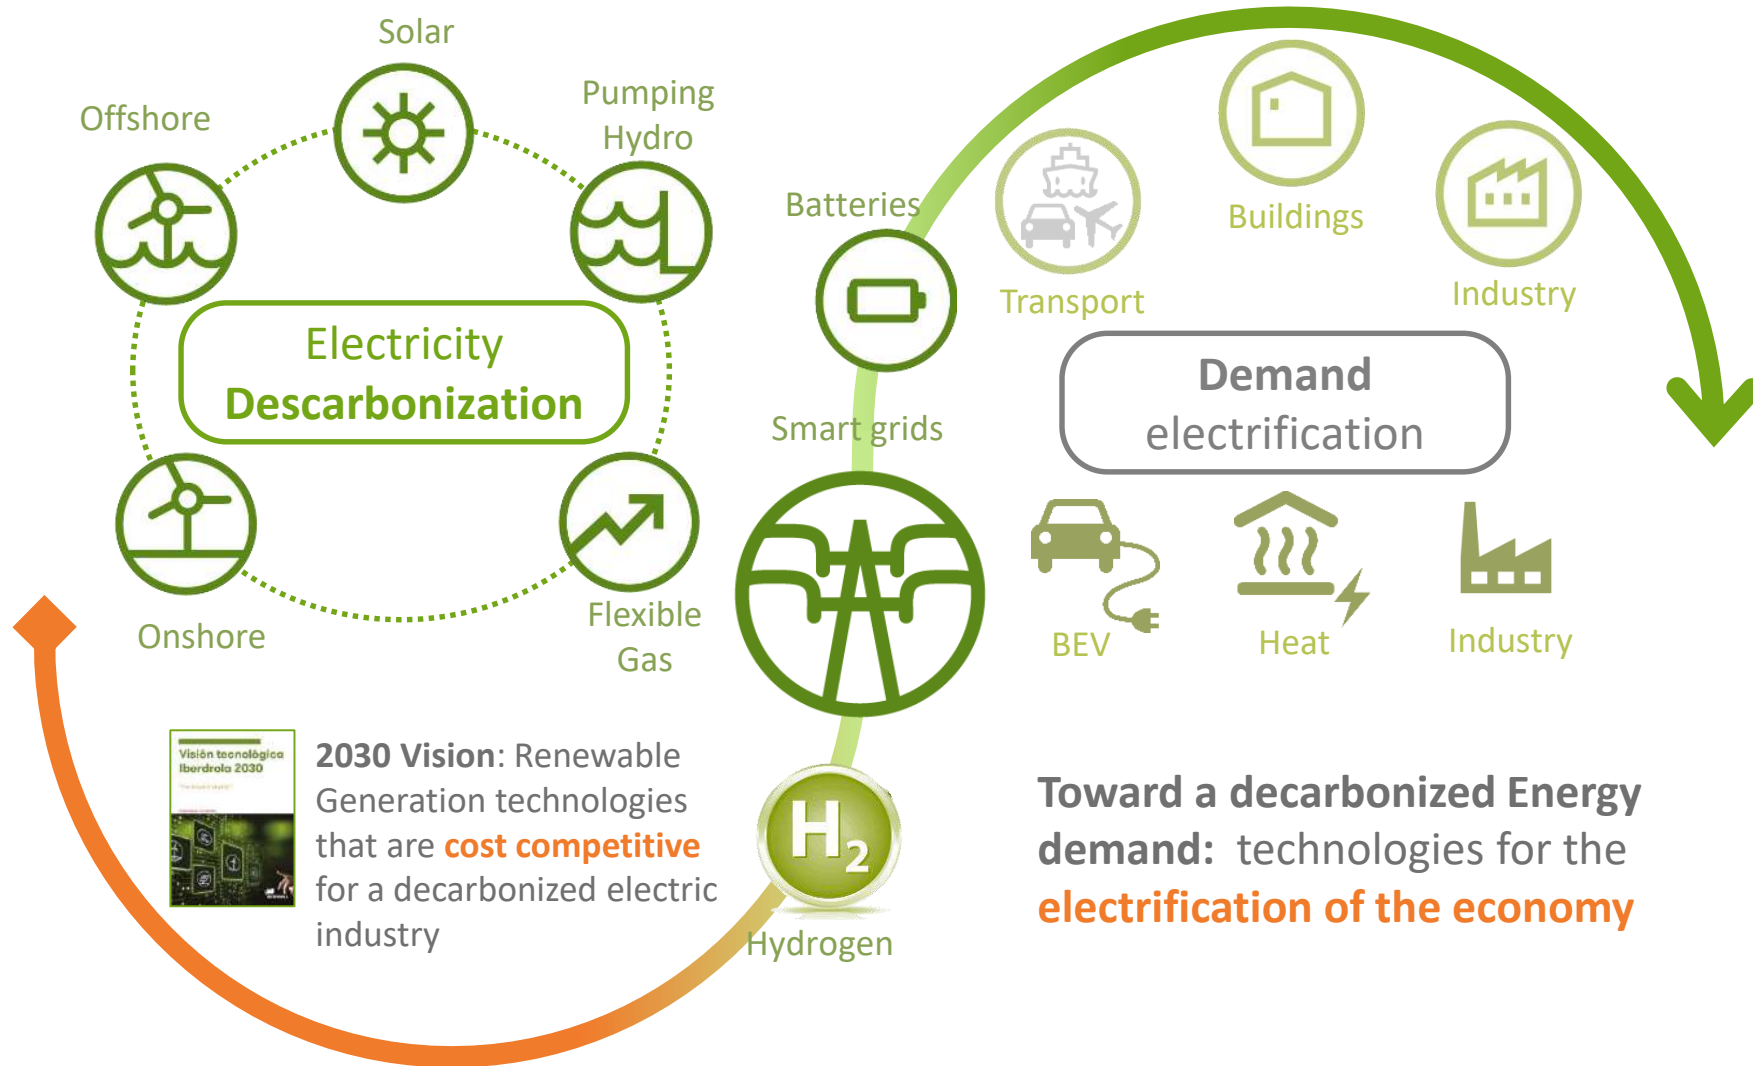 Solar
Offshore
Pumping
Hydro
Electricity
Descarbonization
Onshore
Flexible
Gas
Batteries
Smart grids
H2
Hydrogen
Transport
Buildings
Industry
Demand
electrification
BEV
Heat
Industry
Visión tecnológica
Iberdrola 2030
2030 Vision: Renewable
Generation technologies
that are cost competitive
for a decarbonized electric
industry
Toward a decarbonized Energy
demand: technologies for the
electrification of the economy